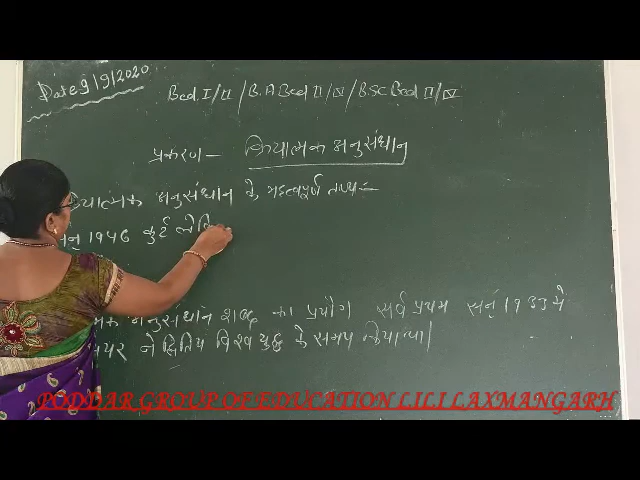 Date 9/9/2020
Bed I/II / B.A Bed II/IV / BSC Bed II/IV
प्रकरण - क्रियात्मक अनुसंधान
क्रियात्मक अनुसंधान के महत्वपूर्ण तथ्य :-
सन् 1946 कुर्ट लेवि
अनुसंधान शब्द का प्रयोग सर्व प्रथम सन् 1933 मे
ने द्वितिय विश्व युद्ध के समय किया था।
PODDAR GROUP OF EDUCATION LILI LAXMANGARH